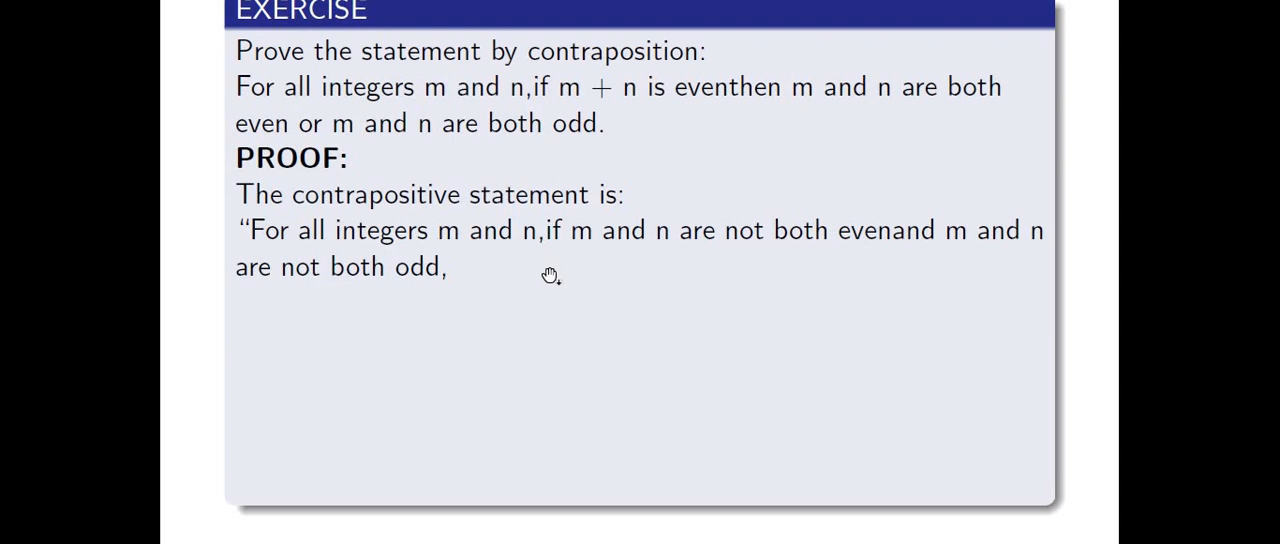 EXERCISE
Prove the statement by contraposition:
For all integers m and n,if m + n is eventhen m and n are both
even or m and n are both odd.
PROOF:
The contrapositive statement is:
“For all integers m and n,if m and n are not both evenand m and n
are not both odd,